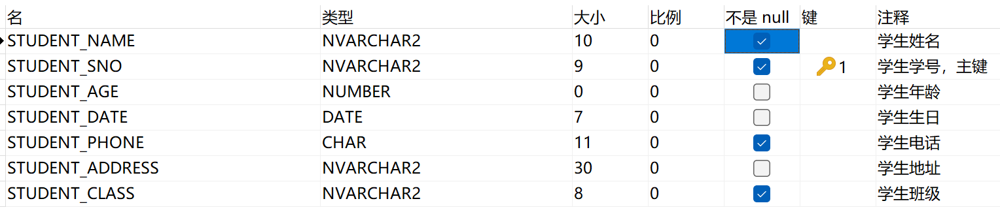 名 类型 大小 比例 不是 null 键 注释
STUDENT_NAME NVARCHAR2 10 0 学生姓名
STUDENT_SNO NVARCHAR2 9 0 1 学生学号，主键
STUDENT_AGE NUMBER 0 0 学生年龄
STUDENT_DATE DATE 7 0 学生生日
STUDENT_PHONE CHAR 11 0 学生电话
STUDENT_ADDRESS NVARCHAR2 30 0 学生地址
STUDENT_CLASS NVARCHAR2 8 0 学生班级